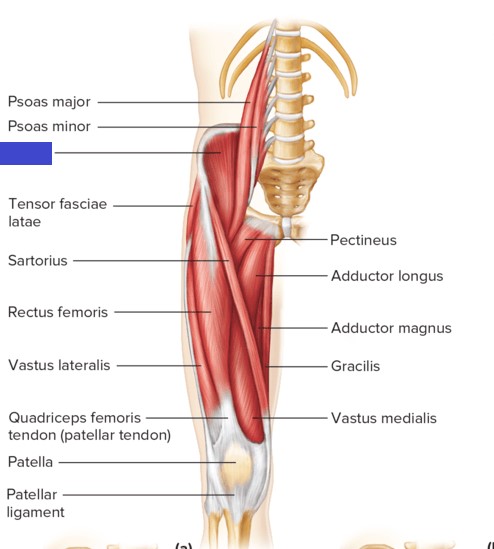 Psoas major
Psoas minor
Tensor fasciae
latae
Sartorius
Rectus femoris
Vastus lateralis
Quadriceps femoris
tendon (patellar tendon)
Patella
Patellar
ligament
Pectineus
Adductor longus
Adductor magnus
Gracilis
Vastus medialis
(a)